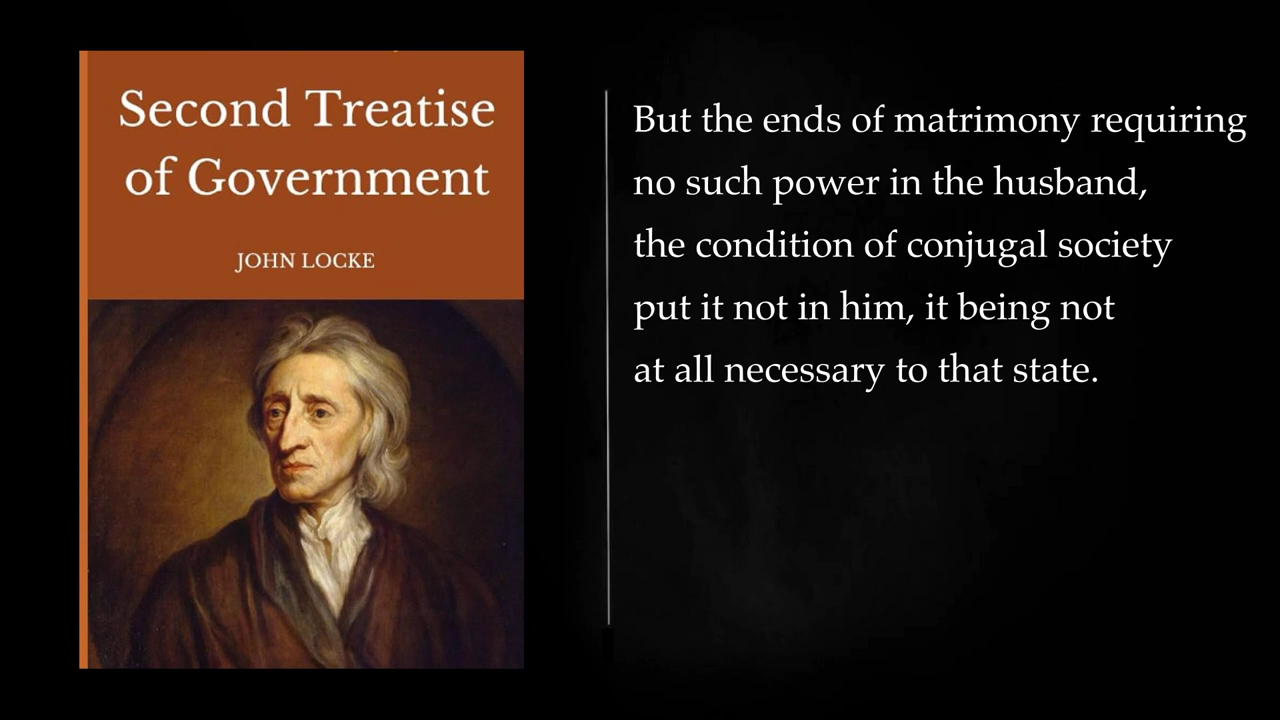 Second Treatise
of Government
JOHN LOCKE
But the ends of matrimony requiring
no such power in the husband,
the condition of conjugal society
put it not in him, it being not
at all necessary to that state.